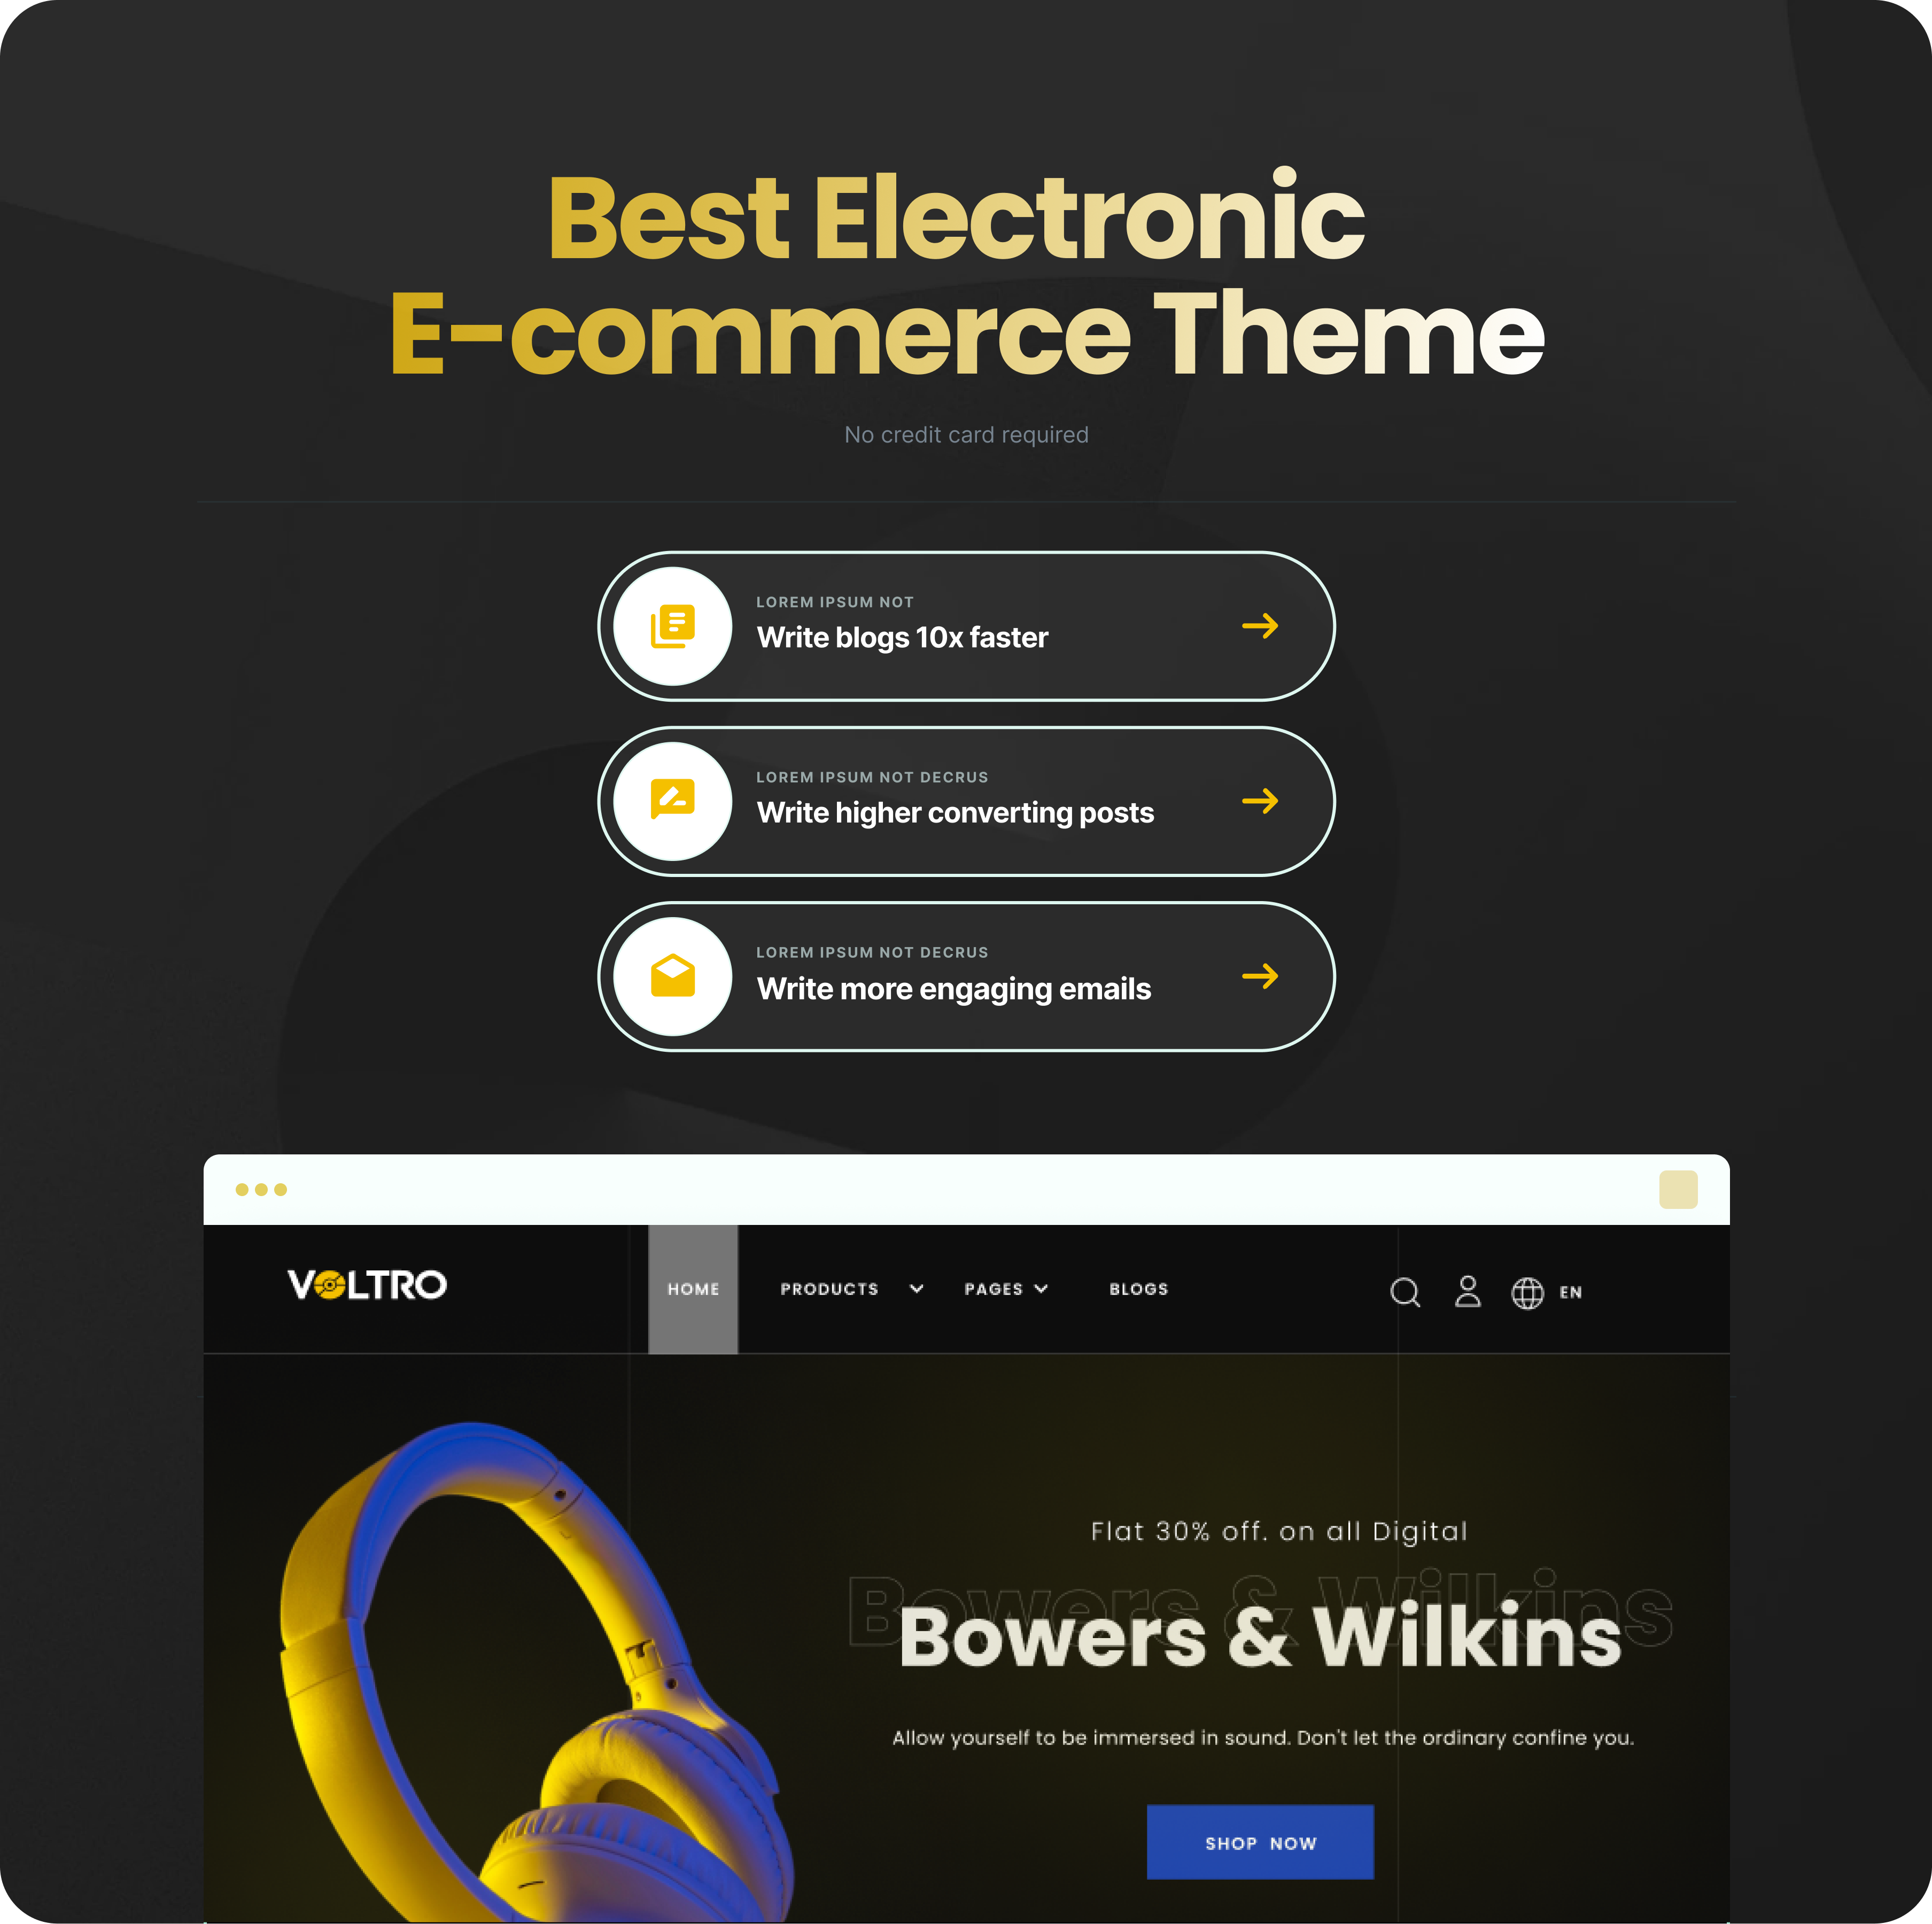 Best Electronic
E-commerce Theme
No credit card required
LOREM IPSUM NOT
Write blogs 10x faster
LOREM IPSUM NOT DECRUS
Write higher converting posts
LOREM IPSUM NOT DECRUS
Write more engaging emails
VOLTRO HOME PRODUCTS PAGES BLOGS EN
Flat 30% off. on all Digital
Bowers & Wilkins
Bowers & Wilkins
Allow yourself to be immersed in sound. Don't let the ordinary confine you.
SHOP NOW